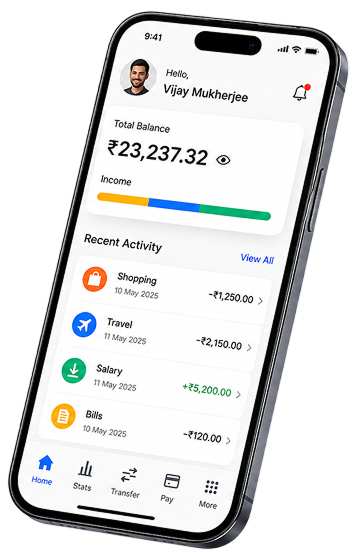 9:41
Hello,
Vijay Mukherjee
Total Balance
₹23,237.32
Income
Recent Activity
View All
Shopping
10 May 2025
-₹1,250.00
Travel
11 May 2025
-₹2,150.00
Salary
11 May 2025
+₹5,200.00
Bills
10 May 2025
-₹120.00
Home
Stats
Transfer
Pay
More